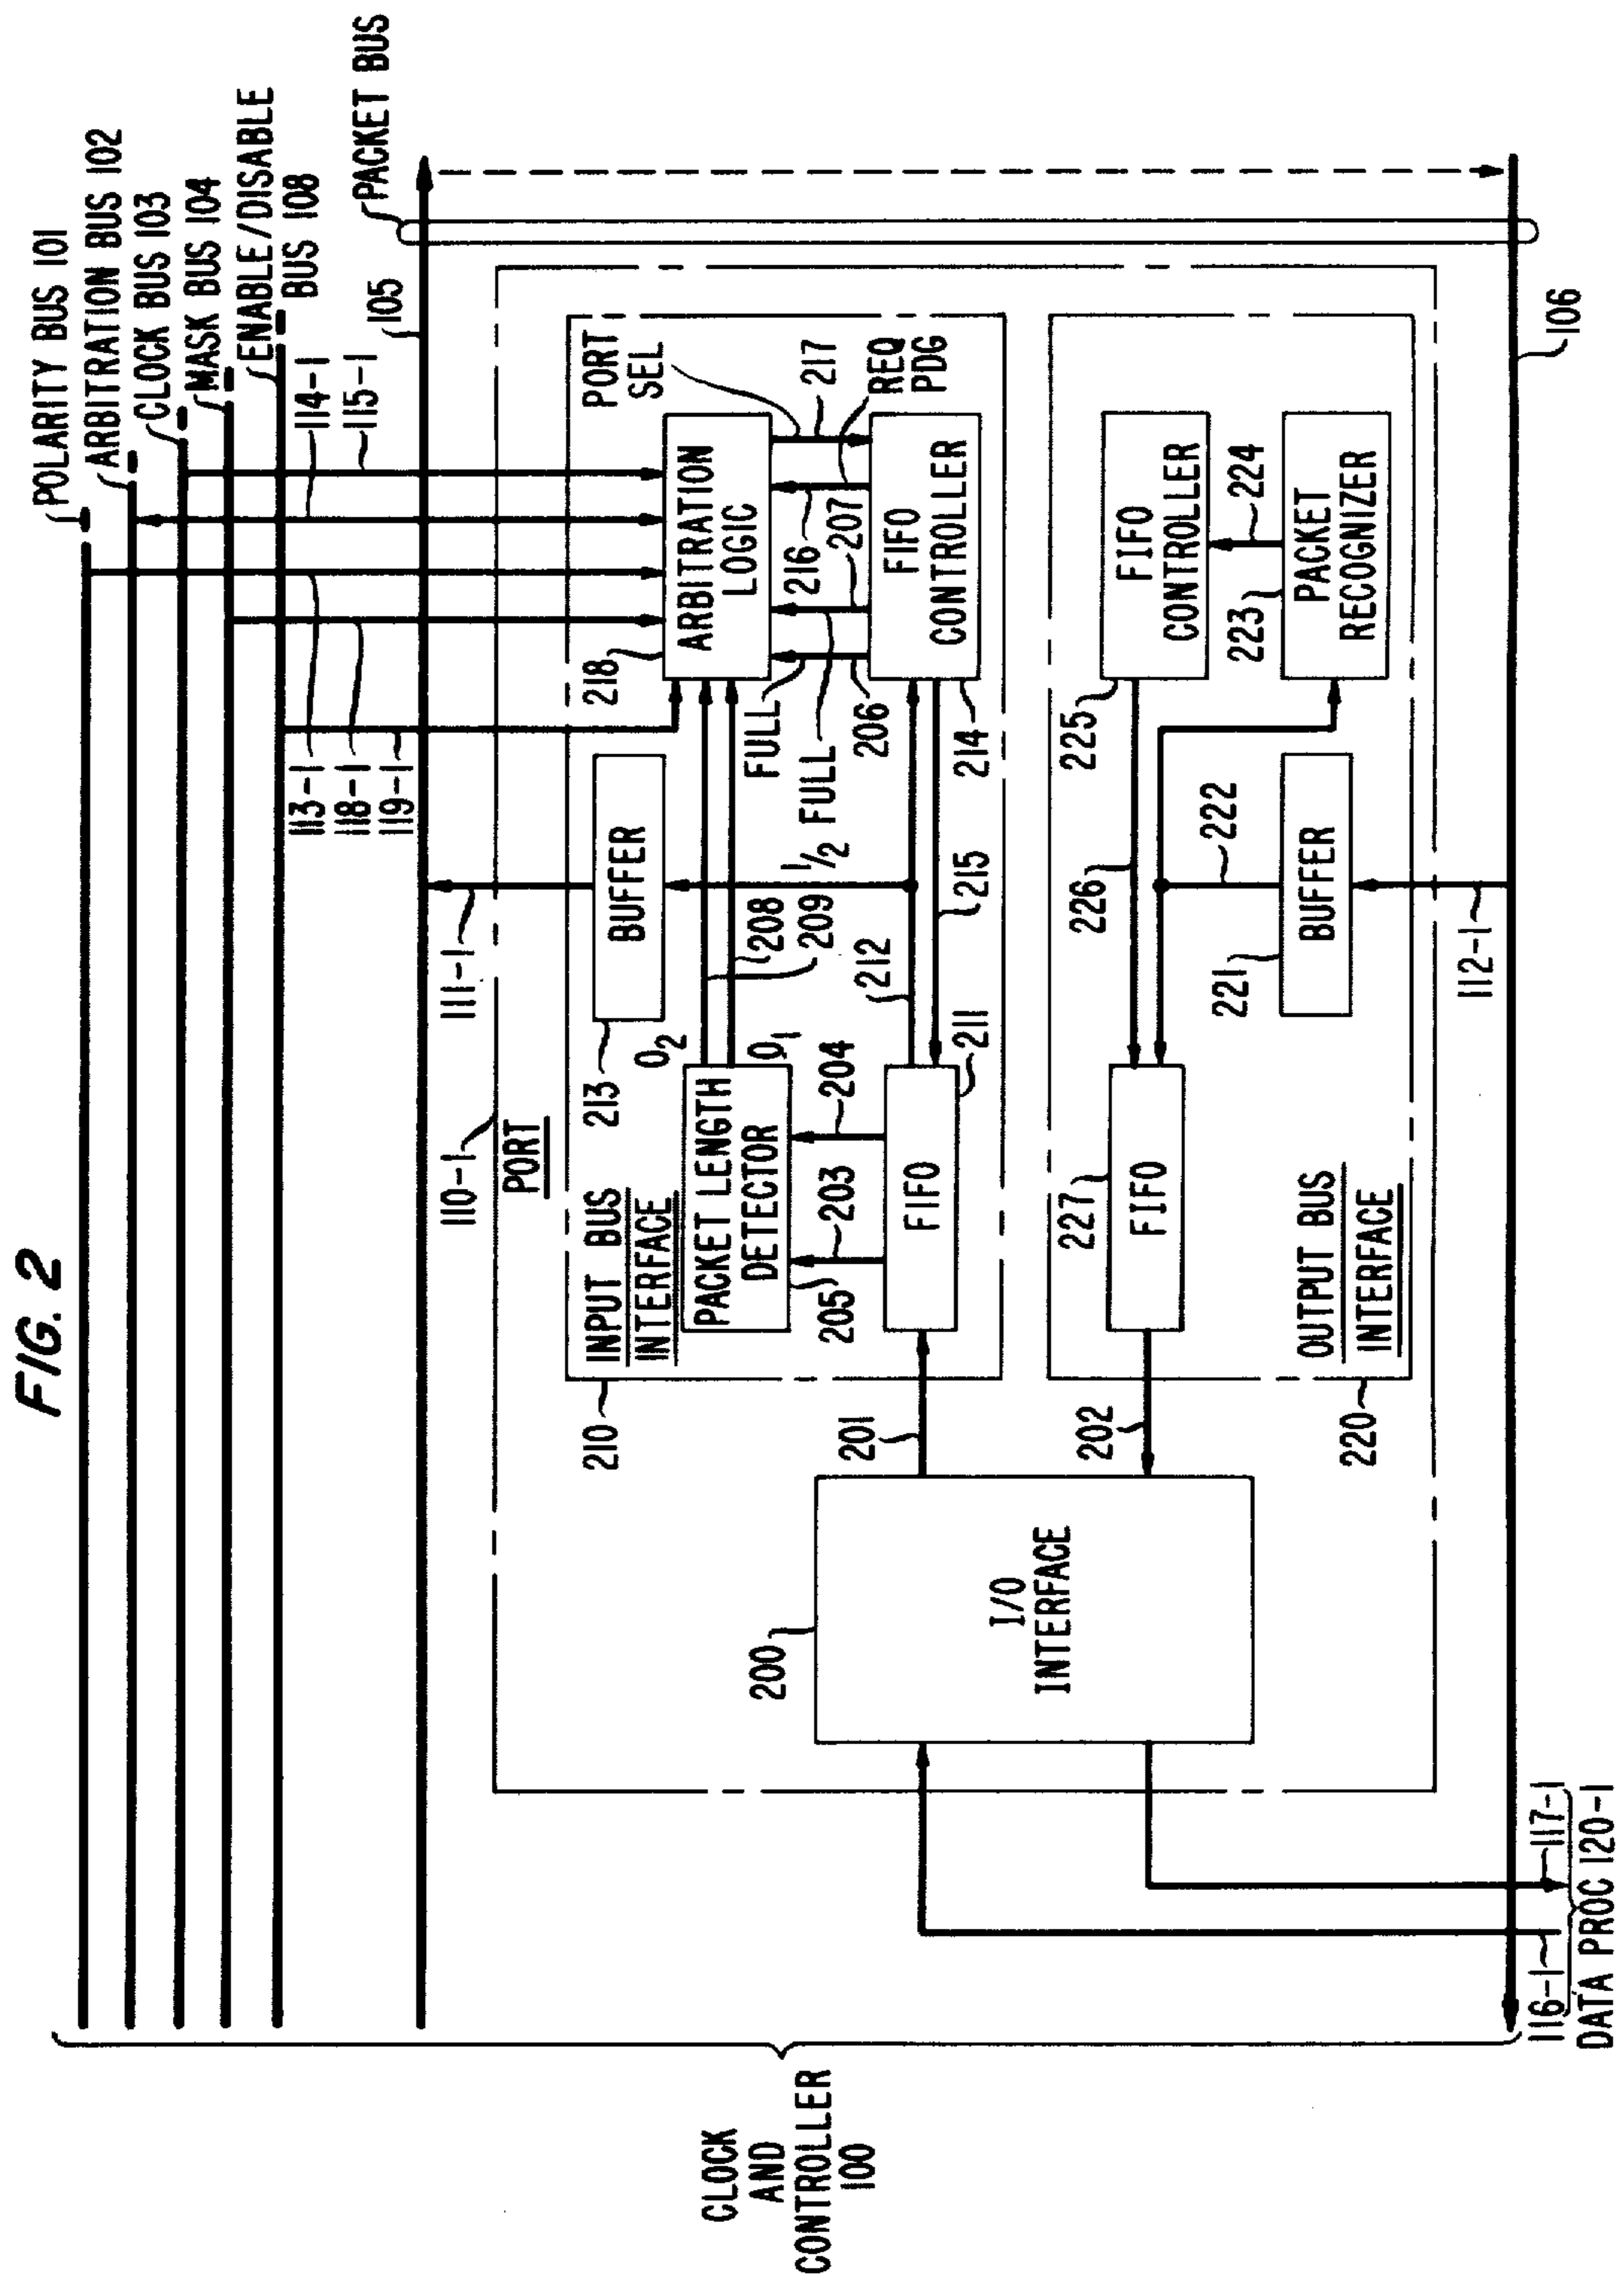 FIG. 2
POLARITY BUS 101
ARBITRATION BUS 102
CLOCK BUS 103
MASK BUS 104
ENABLE/DISABLE
BUS 108
PACKET BUS
105
114-1
115-1
113-1
118-1
119-1
111-1
110-1
PORT
INPUT BUS
INTERFACE
210
PACKET LENGTH
DETECTOR
205
203
204
O2
O1
208
209
213
BUFFER
218
ARBITRATION
LOGIC
PORT
SEL
217
REQ
PDG
216
207
FULL
1/2 FULL
206
FIFO
CONTROLLER
214
212
215
FIFO
211
201
200
I/O
INTERFACE
202
FIFO
227
226
225
FIFO
CONTROLLER
224
223
PACKET
RECOGNIZER
222
221
BUFFER
112-1
OUTPUT BUS
INTERFACE
220
106
116-1
117-1
DATA PROC 120-1
CLOCK
AND
CONTROLLER
100